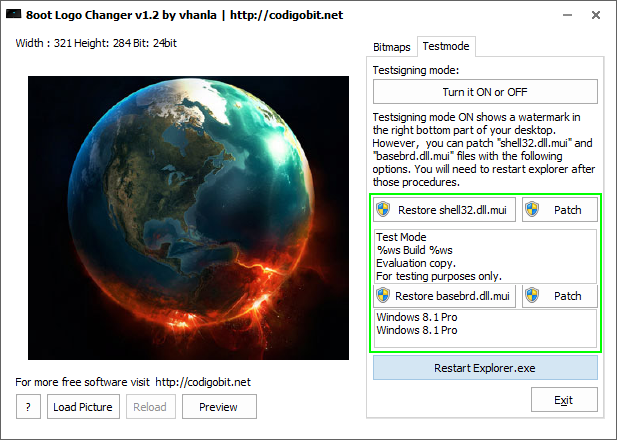 8oot Logo Changer v1.2 by vhanla | http://codigobit.net
Width : 321 Height: 284 Bit: 24bit
Bitmaps
Testmode
Testsigning mode:
Turn it ON or OFF
Testsigning mode ON shows a watermark in
the right bottom part of your desktop.
However, you can patch "shell32.dll.mui" and
"basebrd.dll.mui" files with the following
options. You will need to restart explorer after
those procedures.
Restore shell32.dll.mui
Patch
Test Mode
%ws Build %ws
Evaluation copy.
For testing purposes only.
Restore basebrd.dll.mui
Patch
Windows 8.1 Pro
Windows 8.1 Pro
Restart Explorer.exe
For more free software visit http://codigobit.net
?
Load Picture
Reload
Preview
Exit